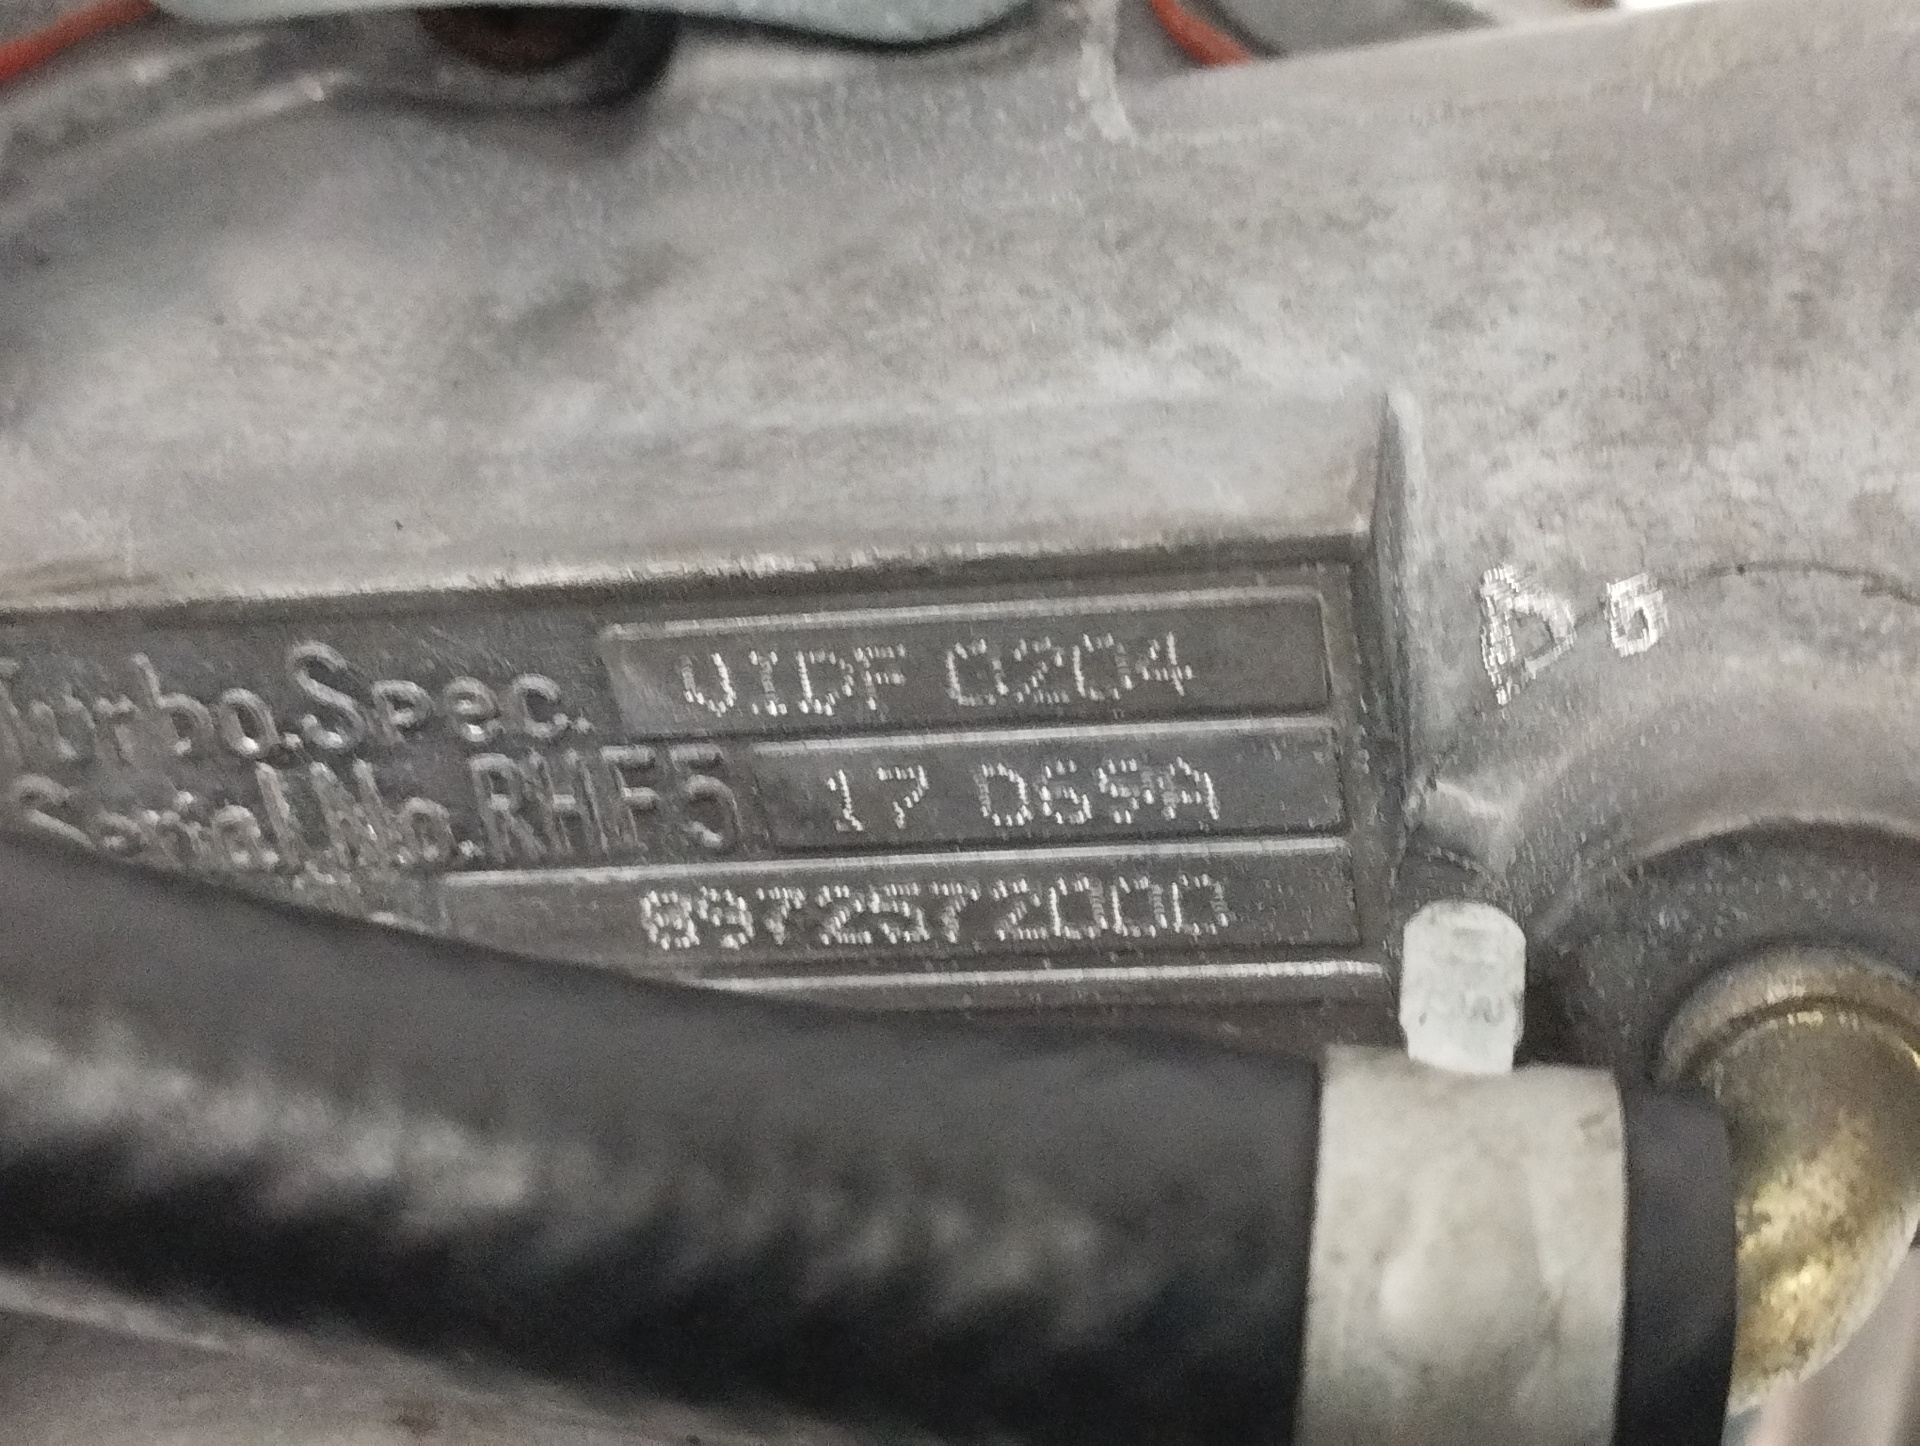 Turbo.Spec. VIDF 0204
Serial.No.RHF5 17 D6SA
8972572000